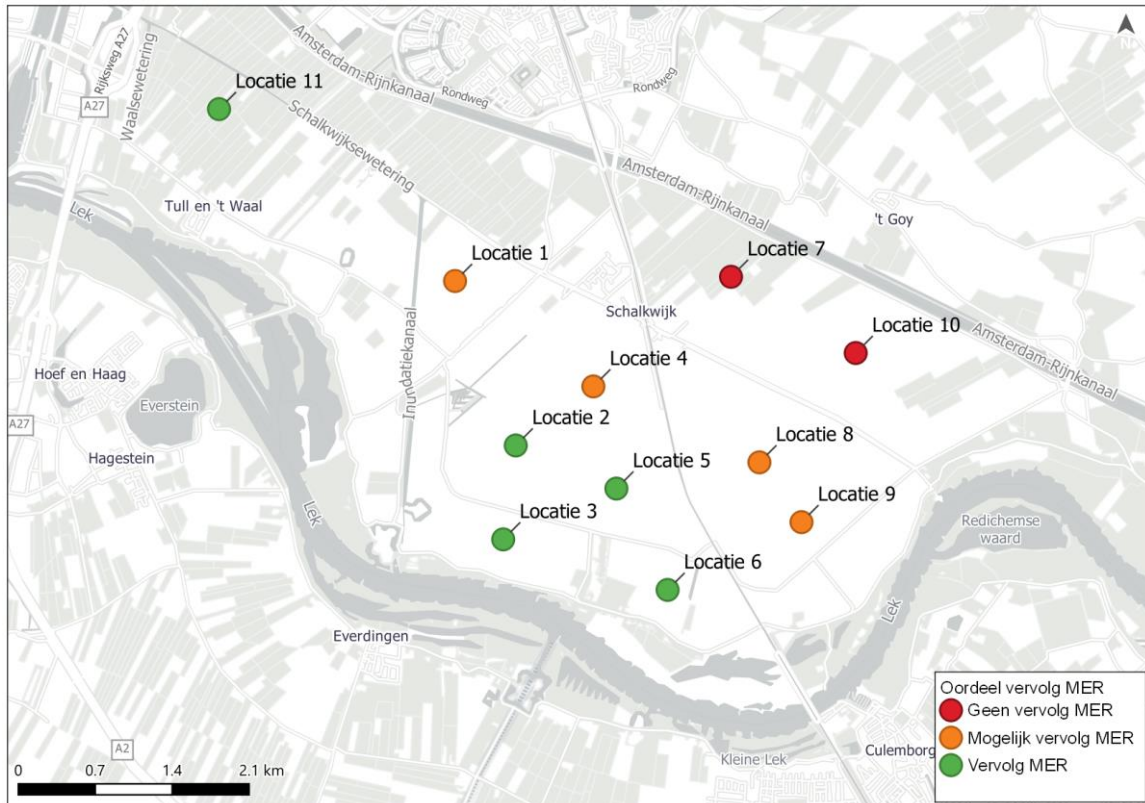 Rijksweg A27
A27
Waalsewetering
Locatie 11
Amsterdam-Rijnkanaal
Rondweg
Rondweg
N
Schalkwijksewetering
Amsterdam-Rijnkanaal
Lek
Tull en 't Waal
't Goy
Locatie 1
Locatie 7
Schalkwijk
Inundatiekanaal
Locatie 10
Amsterdam-Rijnkanaal
Hoef en Haag
Everstein
Locatie 4
A27
Locatie 2
Locatie 8
Hagestein
Locatie 5
Locatie 9
Lek
Locatie 3
Redichemse
waard
Locatie 6
Lek
Everdingen
A2
Kleine Lek
Culemborg
0 0.7 1.4 2.1 km
Oordeel vervolg MER
Geen vervolg MER
Mogelijk vervolg MER
Vervolg MER